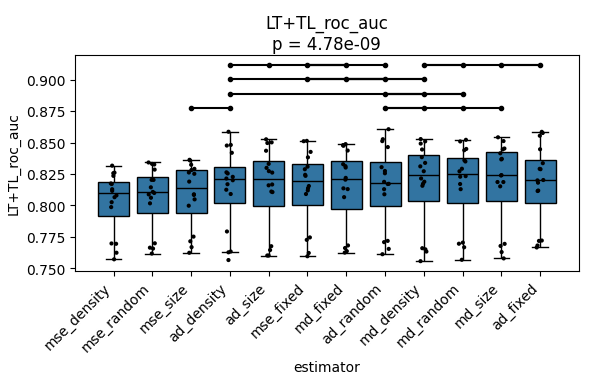 LT+TL_roc_auc
p = 4.78e-09
LT+TL_roc_auc
0.900
0.875
0.850
0.825
0.800
0.775
0.750
mse_density
mse_random
mse_size
ad_density
ad_size
mse_fixed
md_fixed
ad_random
md_density
md_random
md_size
ad_fixed
estimator